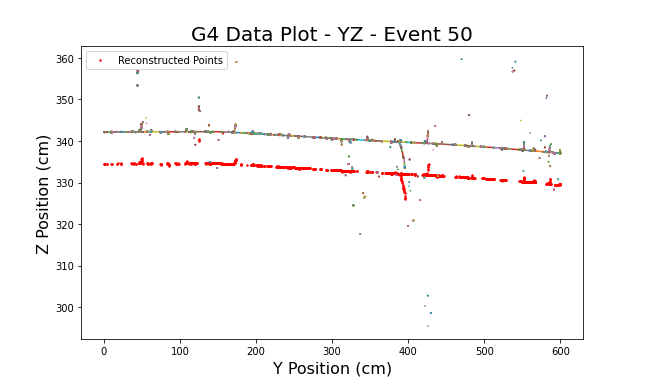 G4 Data Plot - YZ - Event 50
Reconstructed Points
360
350
340
330
320
310
300
Z Position (cm)
0 100 200 300 400 500 600
Y Position (cm)